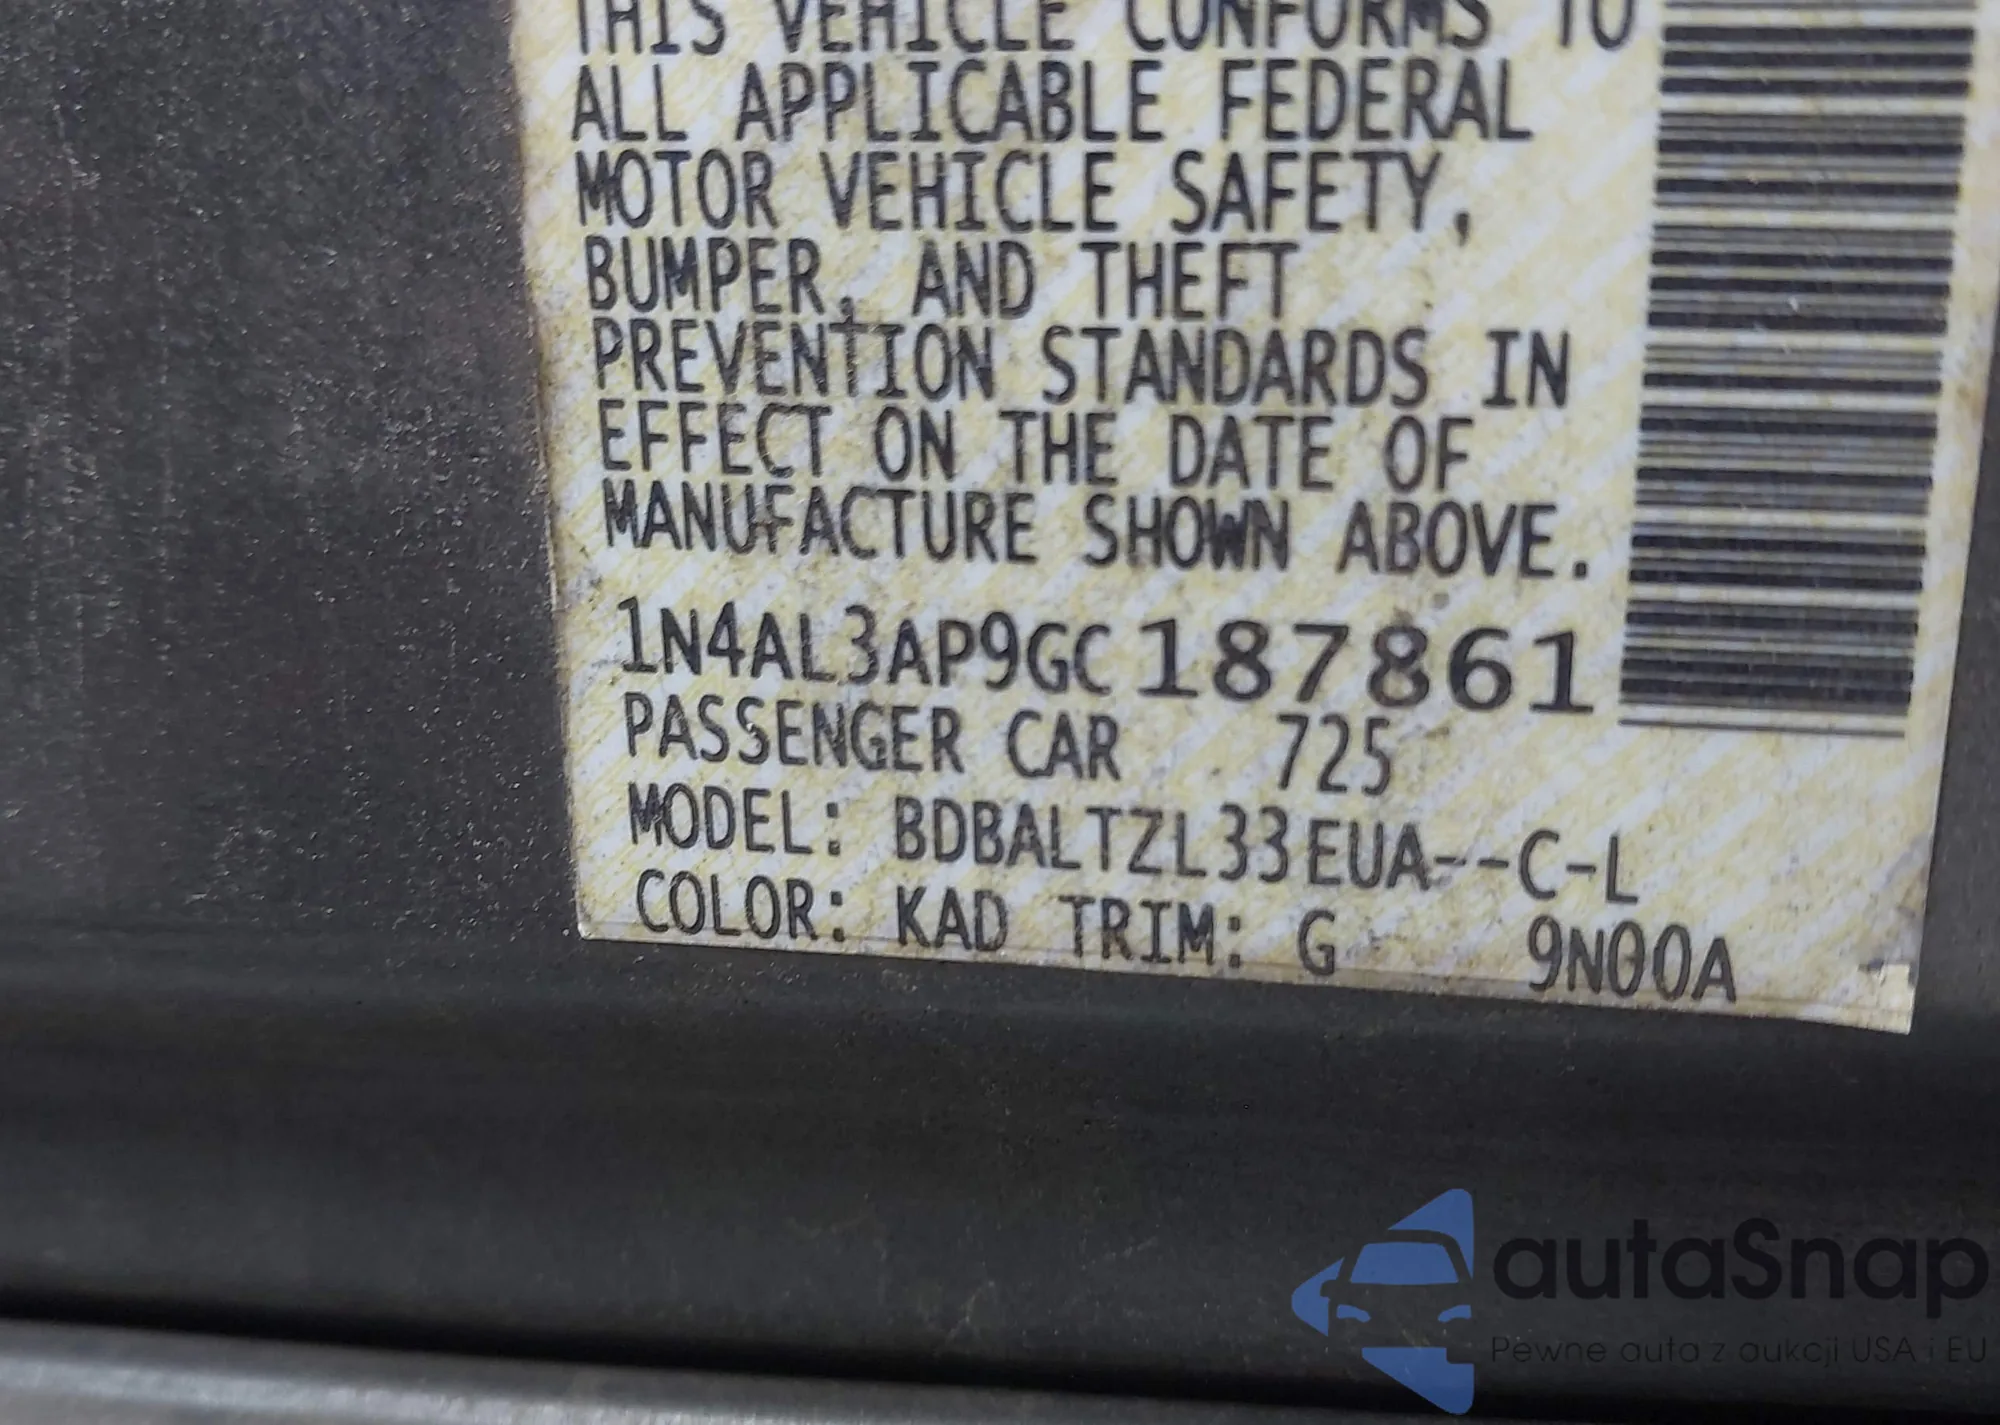 THIS VEHICLE CONFORMS TO
ALL APPLICABLE FEDERAL
MOTOR VEHICLE SAFETY,
BUMPER, AND THEFT
PREVENTION STANDARDS IN
EFFECT ON THE DATE OF
MANUFACTURE SHOWN ABOVE.
1N4AL3AP9GC187861
PASSENGER CAR 725
MODEL: BDBALTZL33EUA--C-L
COLOR: KAD TRIM: G 9N00A
autaSnap
Pewne auta z aukcji USA i EU